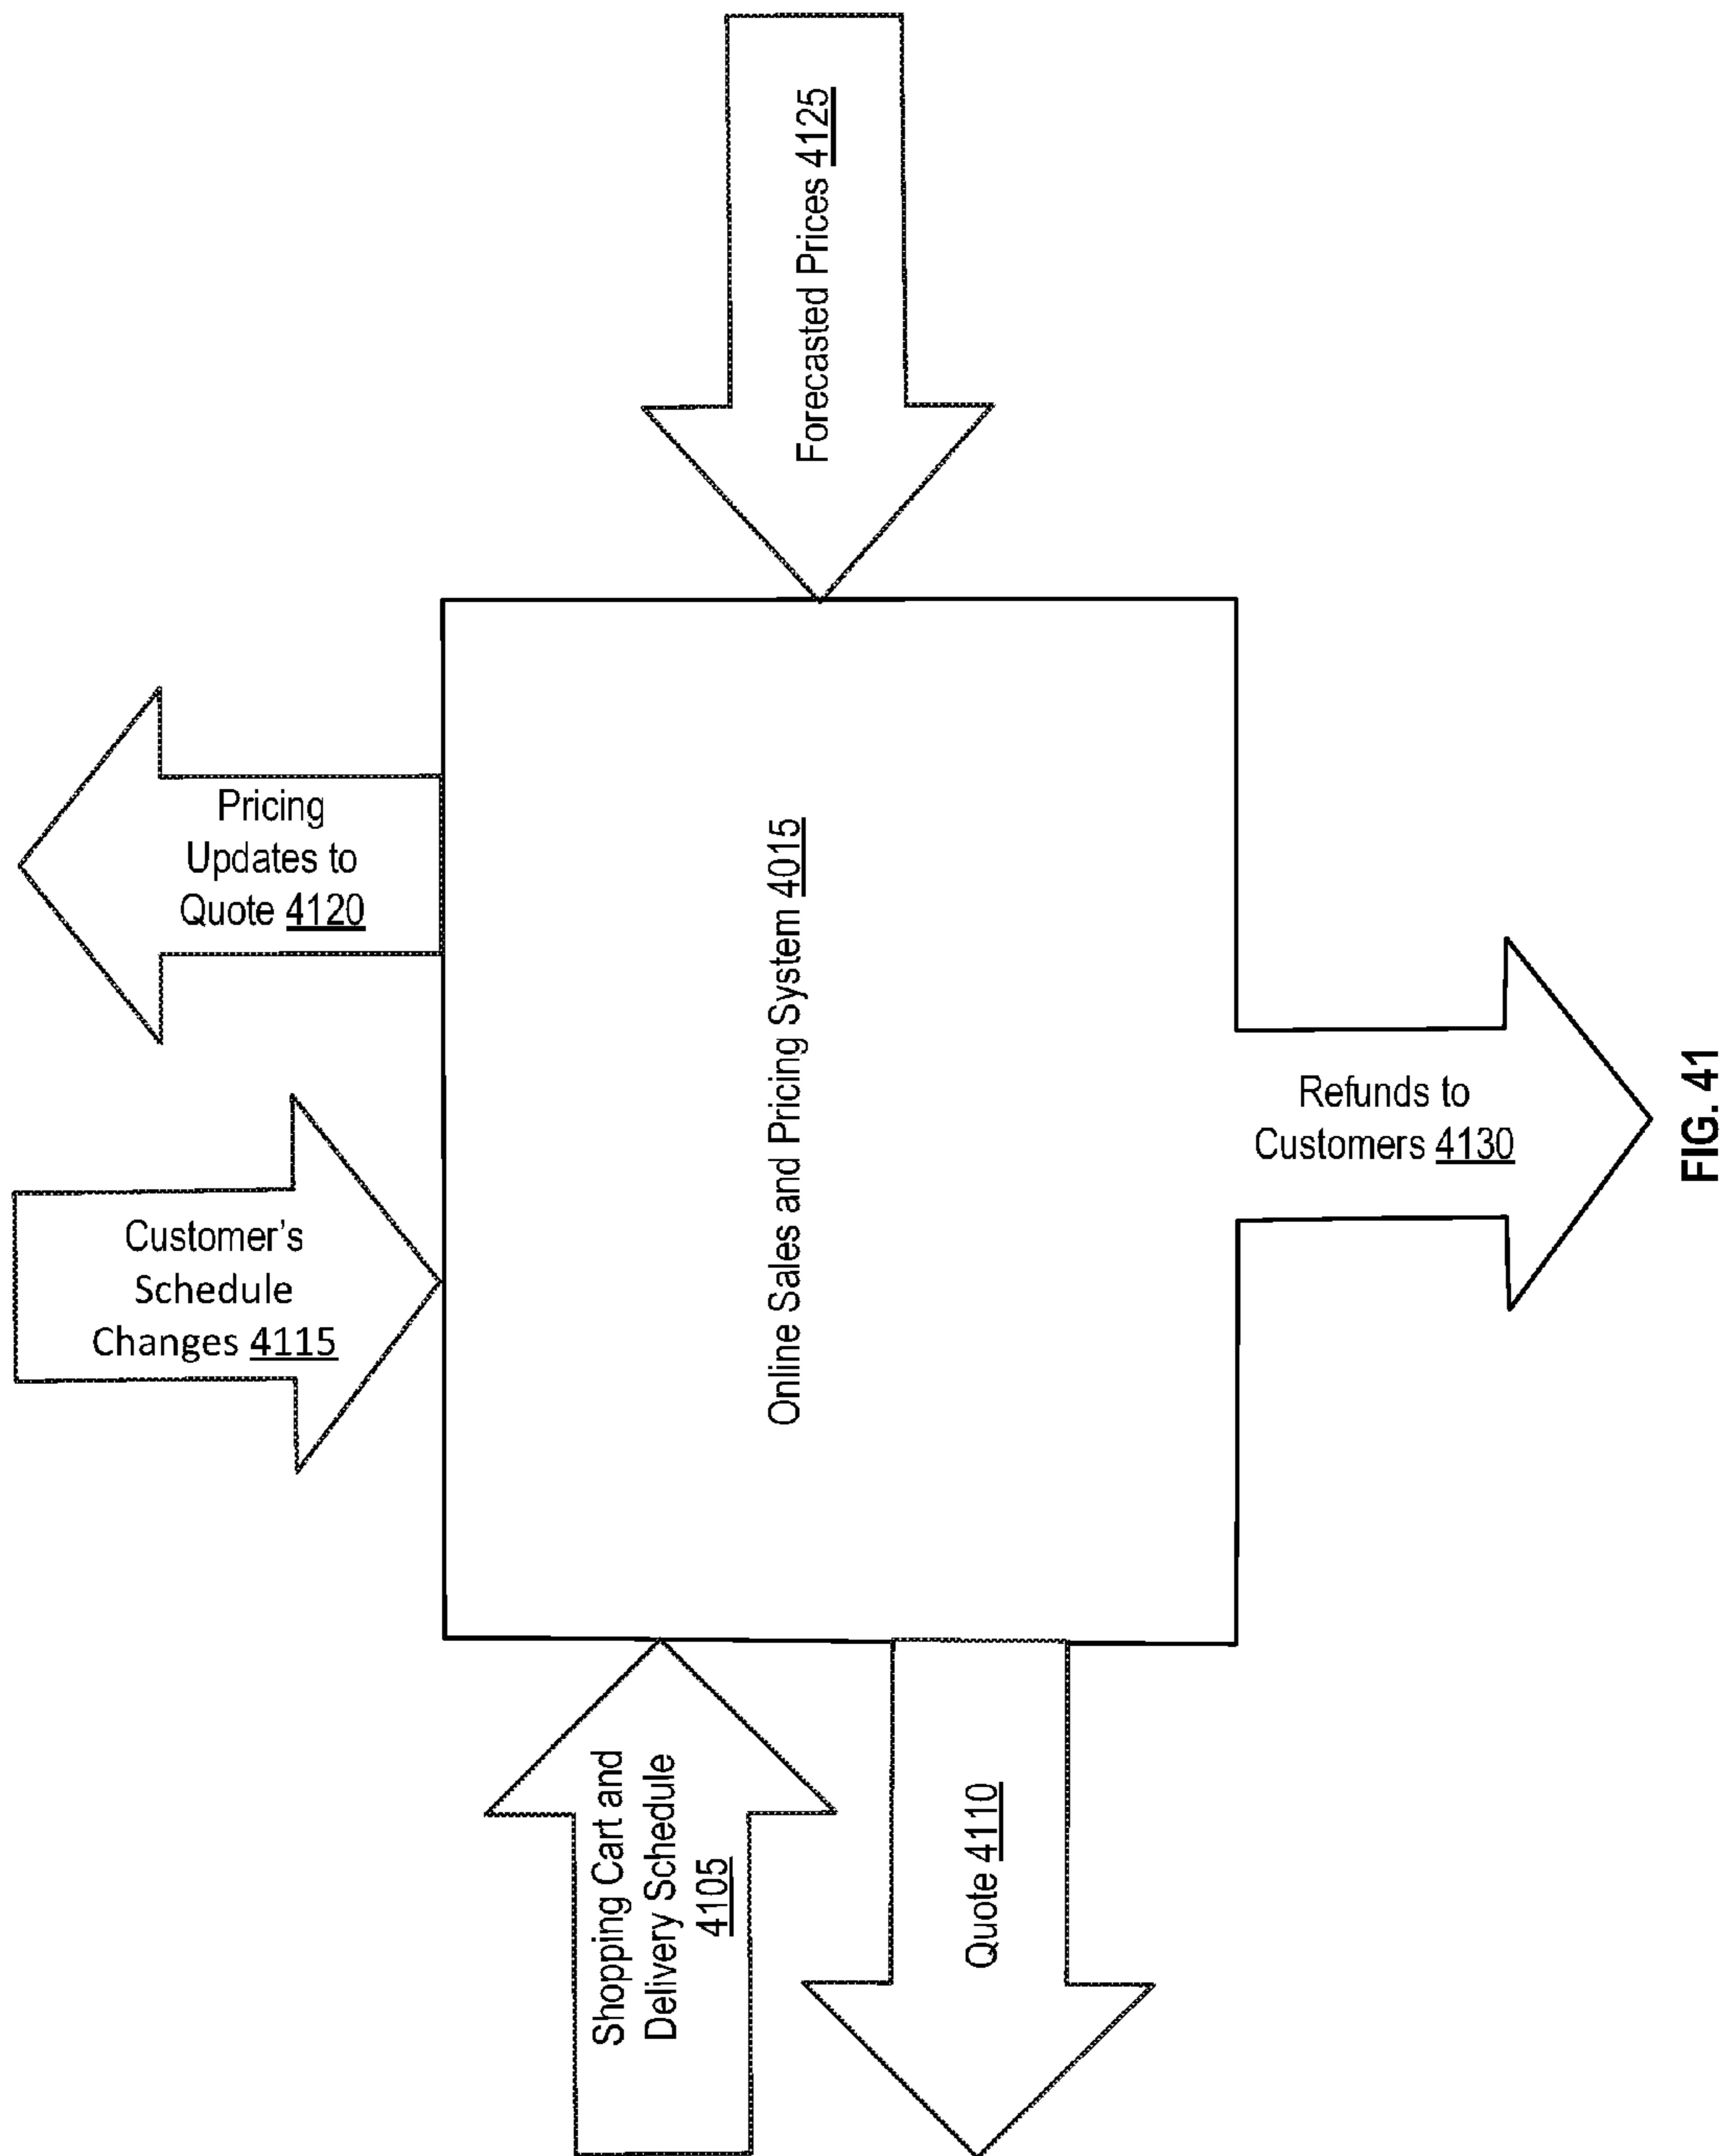 Forecasted Prices 4125
Pricing
Updates to
Quote 4120
Customer’s
Schedule
Changes 4115
Online Sales and Pricing System 4015
Refunds to
Customers 4130
Shopping Cart and
Delivery Schedule
4105
Quote 4110
FIG. 41